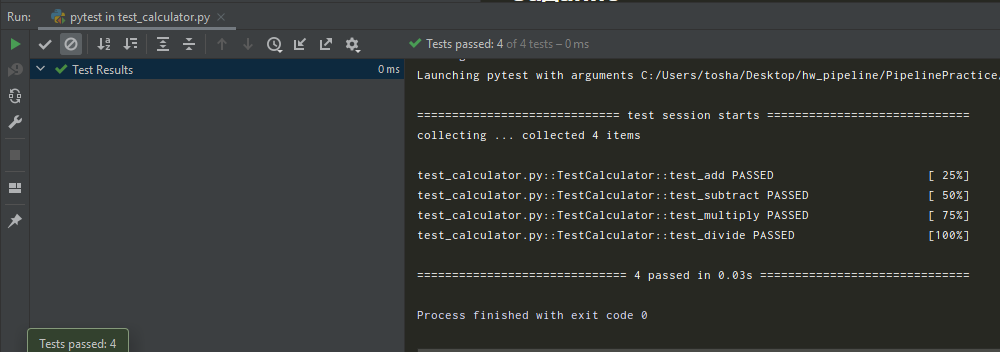 Run:
pytest in test_calculator.py
Tests passed: 4 of 4 tests – 0 ms
Test Results
0 ms
Launching pytest with arguments C:/Users/tosha/Desktop/hw_pipeline/PipelinePractice/
============================= test session starts =============================
collecting ... collected 4 items
test_calculator.py::TestCalculator::test_add PASSED [ 25%]
test_calculator.py::TestCalculator::test_subtract PASSED [ 50%]
test_calculator.py::TestCalculator::test_multiply PASSED [ 75%]
test_calculator.py::TestCalculator::test_divide PASSED [100%]
============================== 4 passed in 0.03s ==============================
Process finished with exit code 0
Tests passed: 4